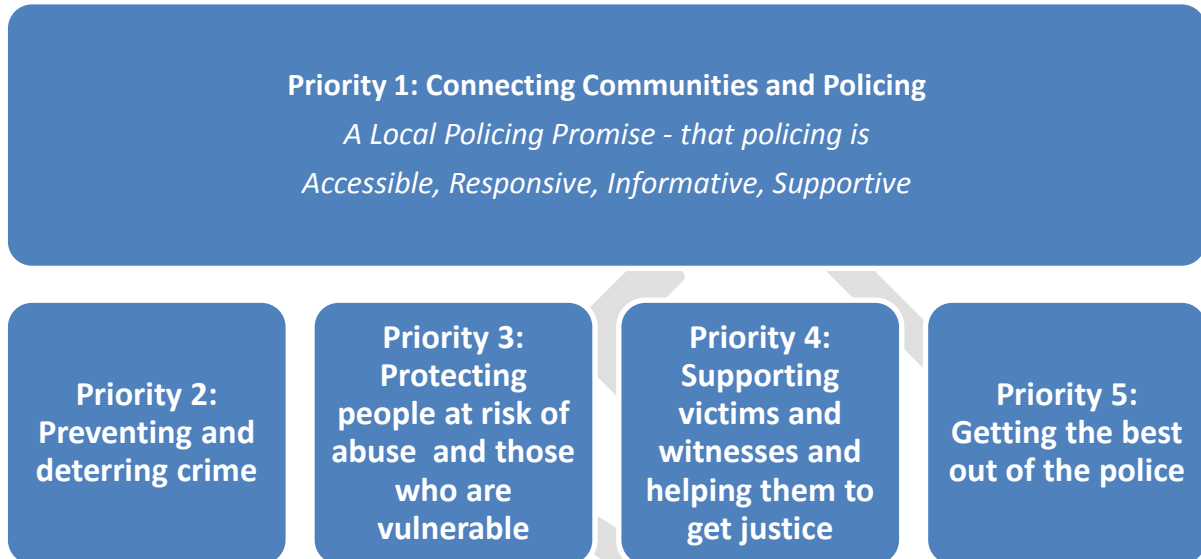 Priority 1: Connecting Communities and Policing
A Local Policing Promise - that policing is
Accessible, Responsive, Informative, Supportive
Priority 2:
Preventing and
deterring crime
Priority 3:
Protecting
people at risk of
abuse  and those
who are
vulnerable
Priority 4:
Supporting
victims and
witnesses and
helping them to
get justice
Priority 5:
Getting the best
out of the police